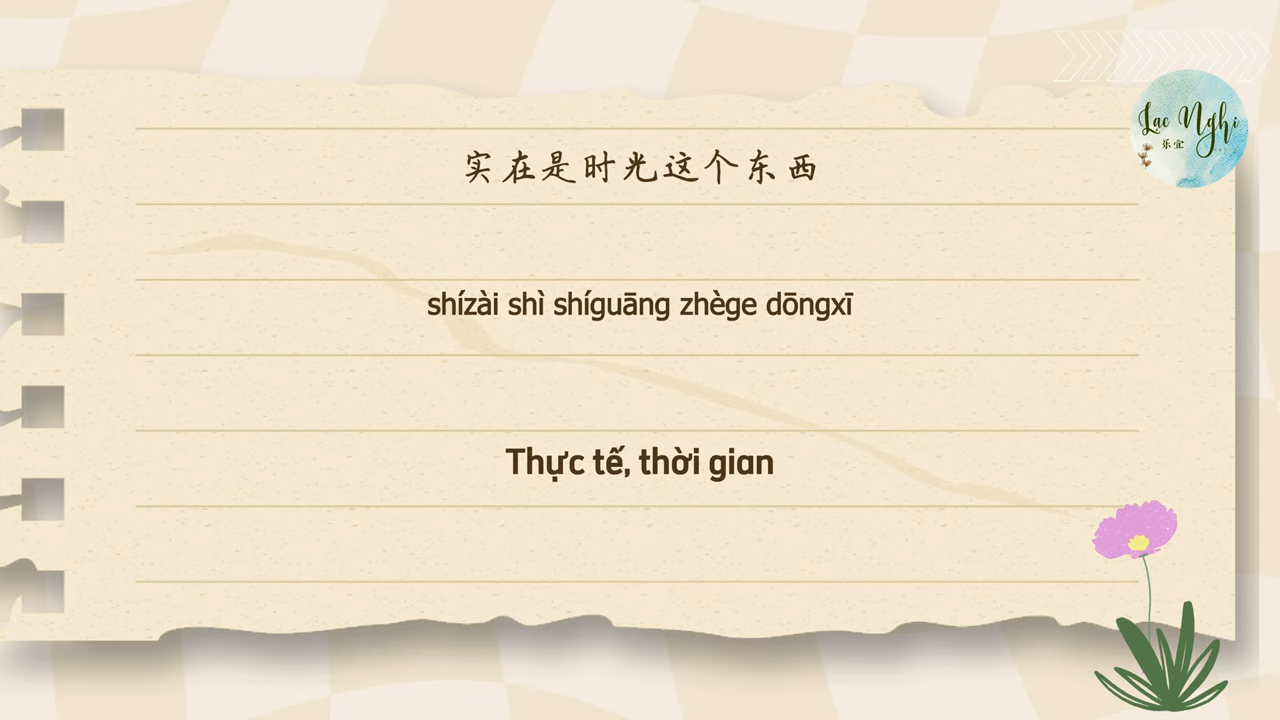 Lac Nghi
乐宜
实在是时光这个东西
shízài shì shíguāng zhège dōngxī
Thực tế, thời gian